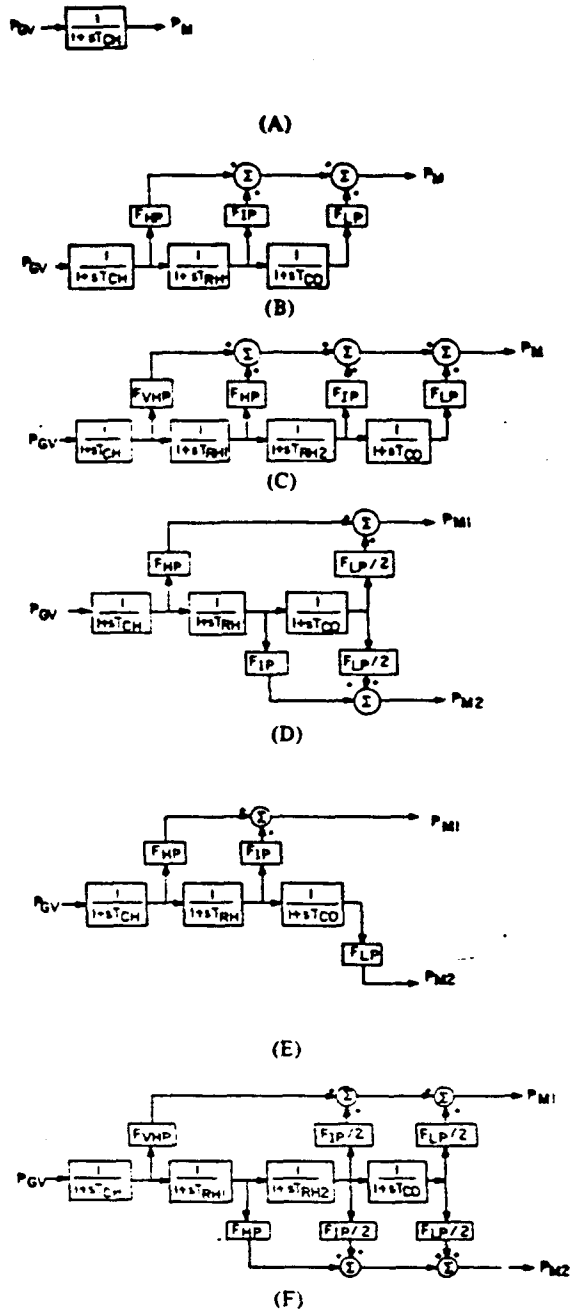 P_GV 1 P_M
1+sT_CH
(A)
Σ Σ P_M
F_HP F_IP F_LP
P_GV 1 1 1
1+sT_CH 1+sT_RH 1+sT_CO
(B)
Σ Σ Σ P_M
F_VHP F_HP F_IP F_LP
P_GV 1 1 1 1
1+sT_CH 1+sT_RH1 1+sT_RH2 1+sT_CO
(C)
Σ P_M1
F_HP F_LP/2
P_GV 1 1 1
1+sT_CH 1+sT_RH 1+sT_CO
F_IP F_LP/2
Σ P_M2
(D)
Σ P_M1
F_HP F_IP
P_GV 1 1 1
1+sT_CH 1+sT_RH 1+sT_CO
F_LP
P_M2
(E)
Σ Σ P_M1
F_VHP F_IP/2 F_LP/2
P_GV 1 1 1 1
1+sT_CH 1+sT_RH1 1+sT_RH2 1+sT_CO
F_HP F_IP/2 F_LP/2
Σ Σ P_M2
(F)